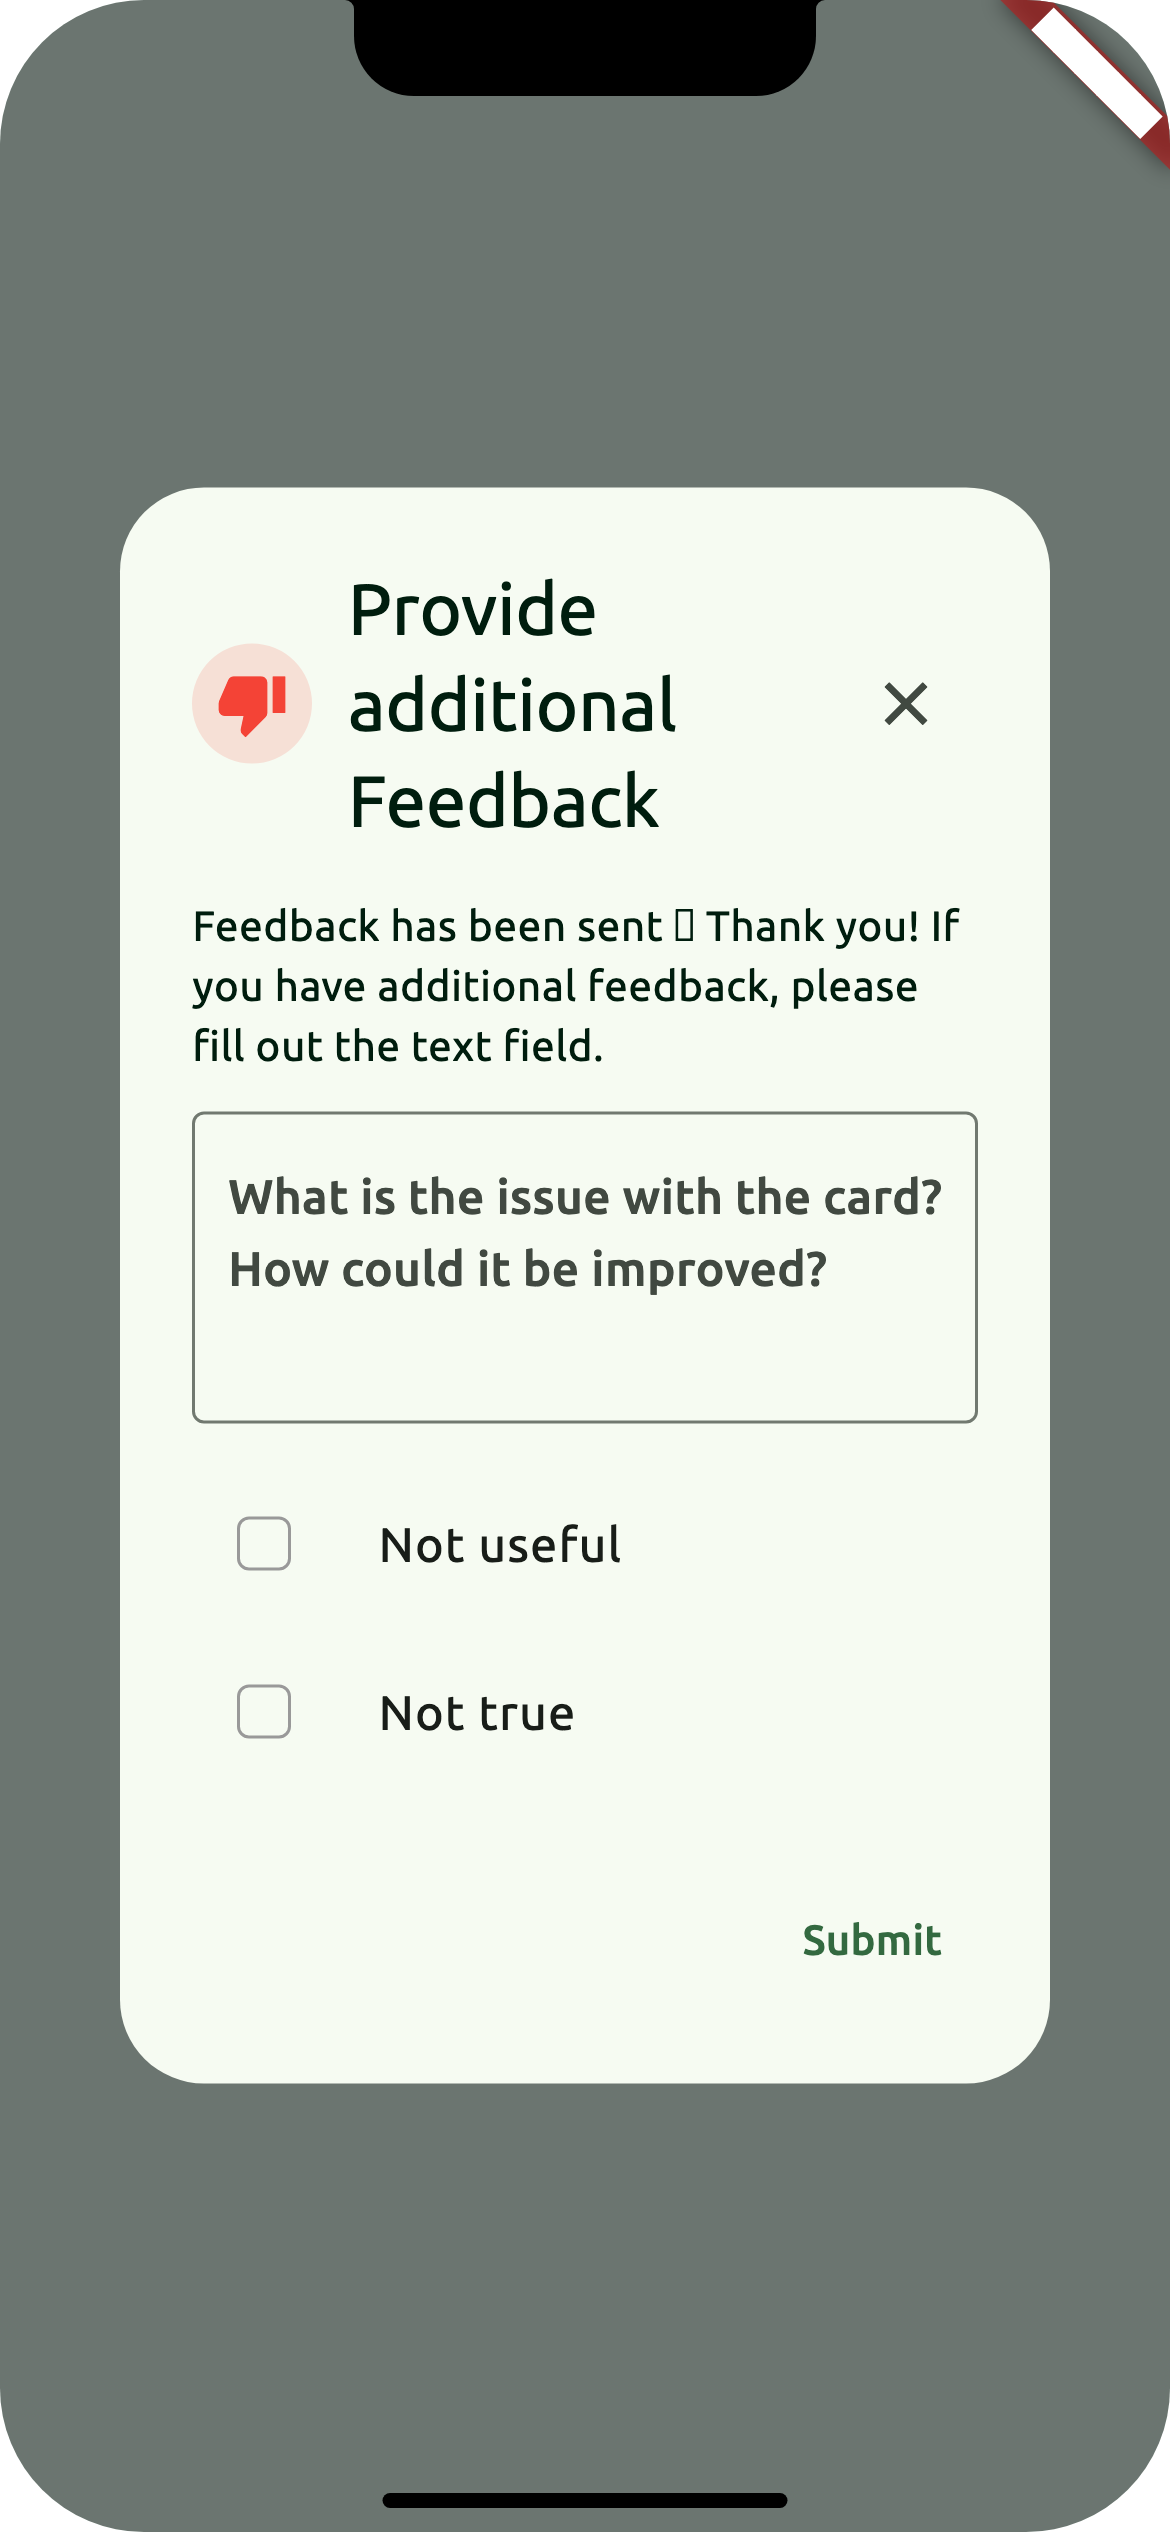 Provide
additional
Feedback
Feedback has been sent ▯ Thank you! If
you have additional feedback, please
fill out the text field.
What is the issue with the card?
How could it be improved?
Not useful
Not true
Submit